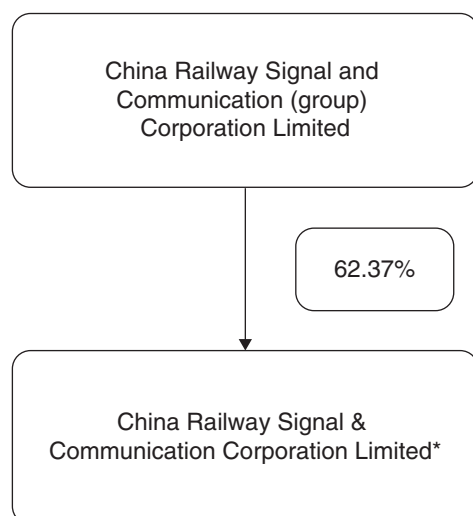 China Railway Signal and
Communication (group)
Corporation Limited
62.37%
China Railway Signal &
Communication Corporation Limited*